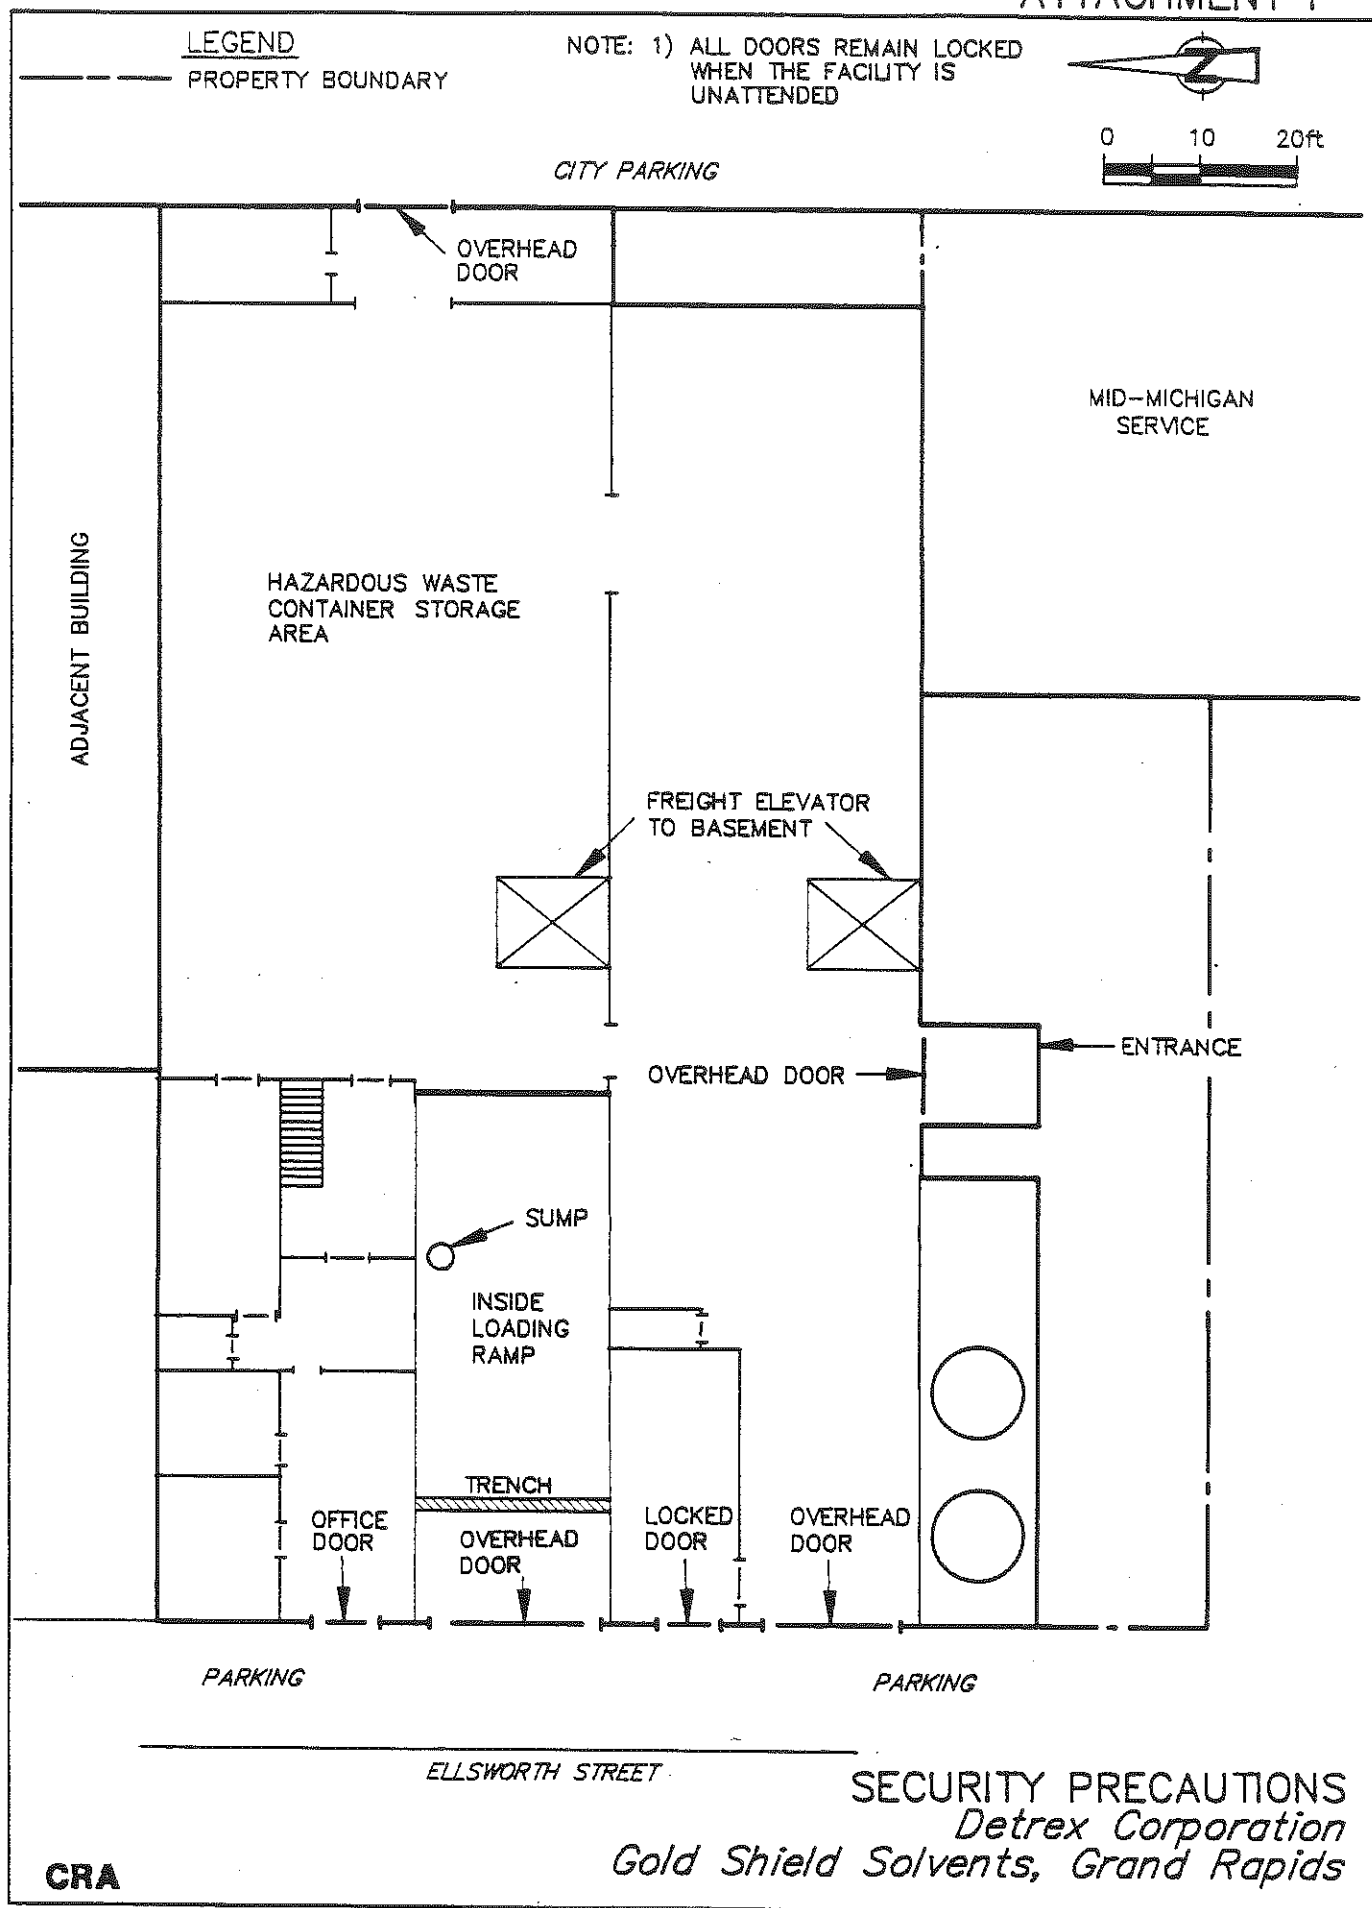 ATTACHMENT 1
LEGEND
PROPERTY BOUNDARY
NOTE: 1) ALL DOORS REMAIN LOCKED
WHEN THE FACILITY IS
UNATTENDED
Z
0 10 20ft
CITY PARKING
OVERHEAD
DOOR
MID-MICHIGAN
SERVICE
ADJACENT BUILDING
HAZARDOUS WASTE
CONTAINER STORAGE
AREA
FREIGHT ELEVATOR
TO BASEMENT
ENTRANCE
OVERHEAD DOOR
SUMP
INSIDE
LOADING
RAMP
TRENCH
OFFICE
DOOR
OVERHEAD
DOOR
LOCKED
DOOR
OVERHEAD
DOOR
PARKING
PARKING
ELLSWORTH STREET
SECURITY PRECAUTIONS
Detrex Corporation
Gold Shield Solvents, Grand Rapids
CRA